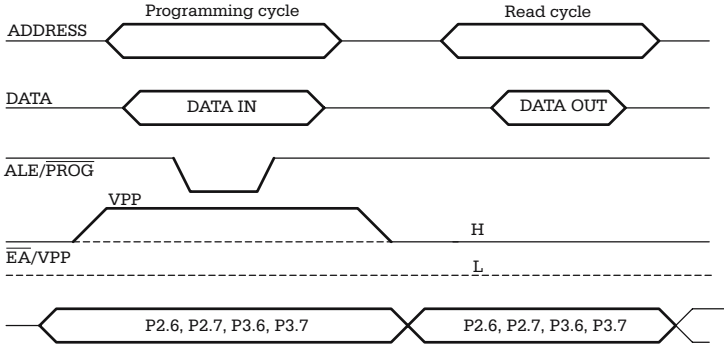 Programming cycle Read cycle
ADDRESS
DATA DATA IN DATA OUT
ALE/PROG
VPP
H
EA/VPP
L
P2.6, P2.7, P3.6, P3.7 P2.6, P2.7, P3.6, P3.7